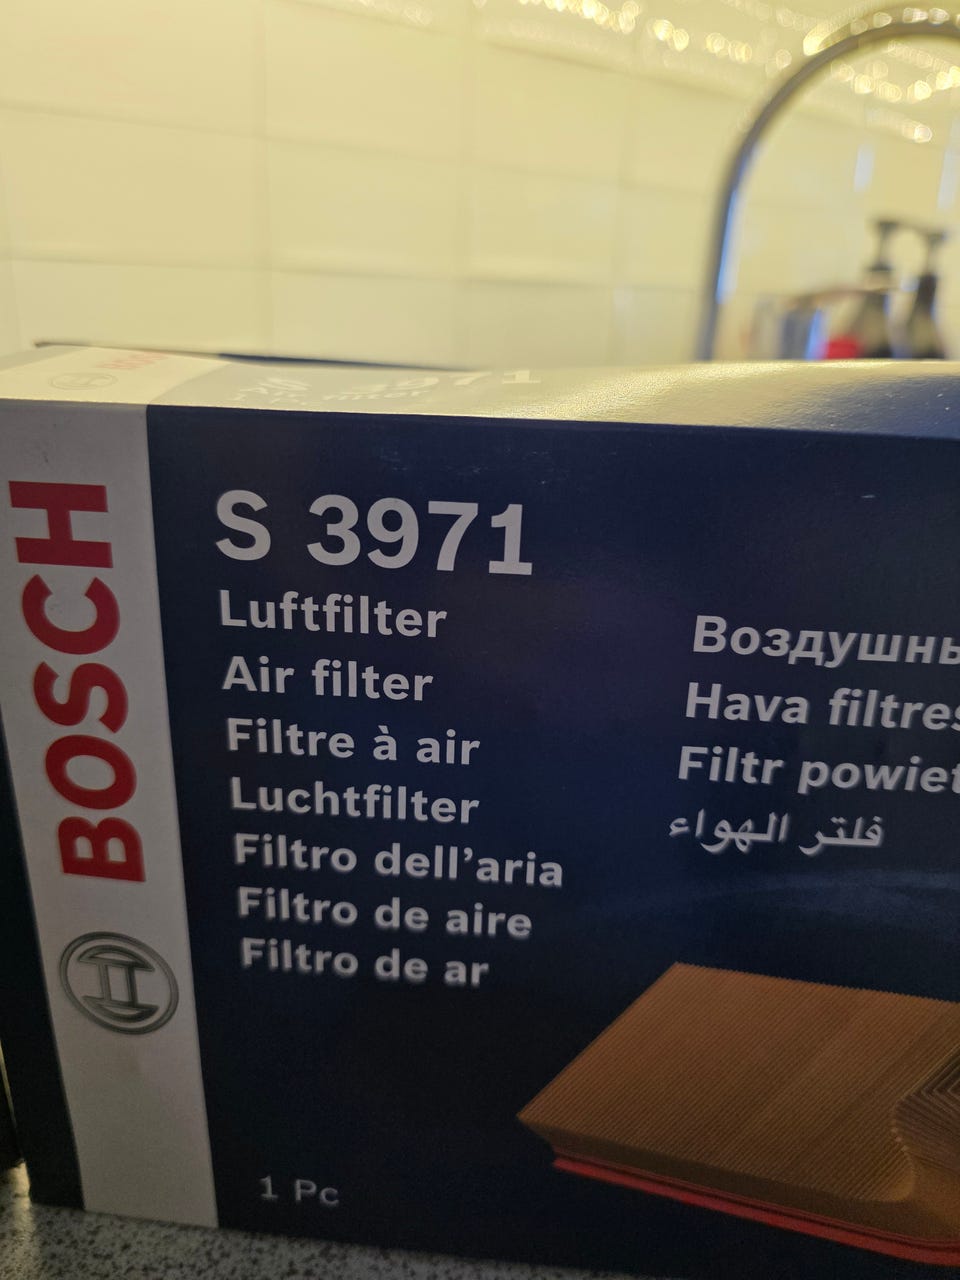 BOSCH
S 3971
Luftfilter
Air filter
Filtre à air
Luchtfilter
Filtro dell’aria
Filtro de aire
Filtro de ar
Воздушны
Hava filtres
Filtr powiet
فلتر الهواء
1 Pc